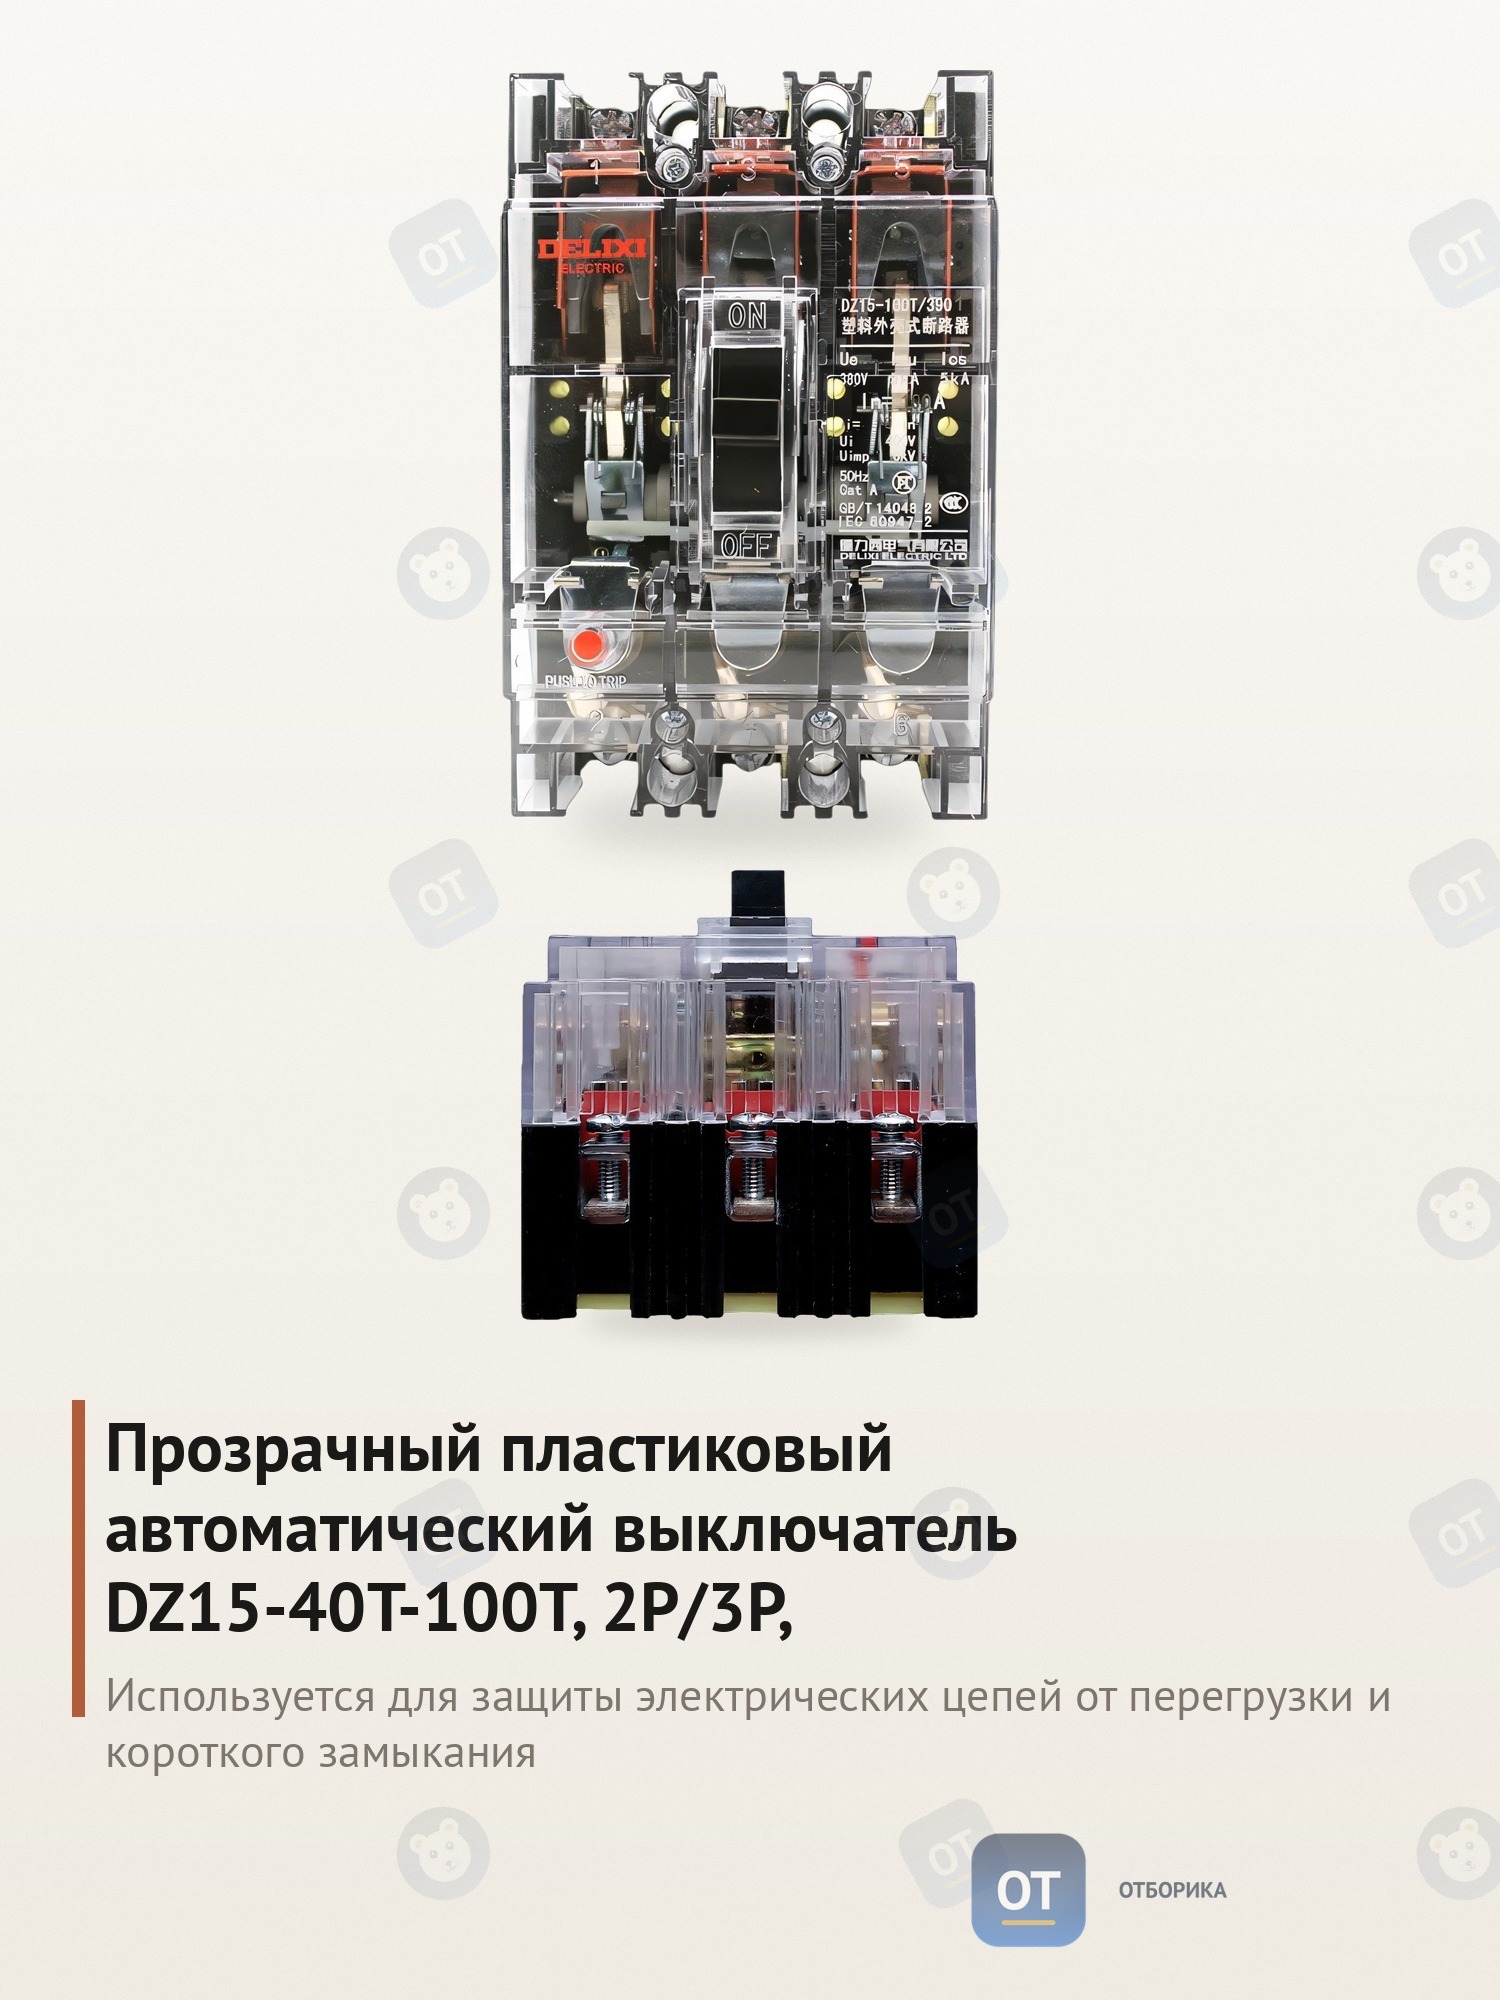 1 3 5
DELIXI
ELECTRIC
ON
DZ15-100T/390
塑料外壳式断路器
Ue Ics
380V 5kA
In= A
Ui
Uimp
50Hz
Cat A
GB/T 14048.2
IEC 60947-2
OFF
DELIXI ELECTRIC LTD
PUSH TO TRIP
2 6
Прозрачный пластиковый
автоматический выключатель
DZ15-40T-100T, 2P/3P,
Используется для защиты электрических цепей от перегрузки и
короткого замыкания
ОТ
ОТБОРИКА